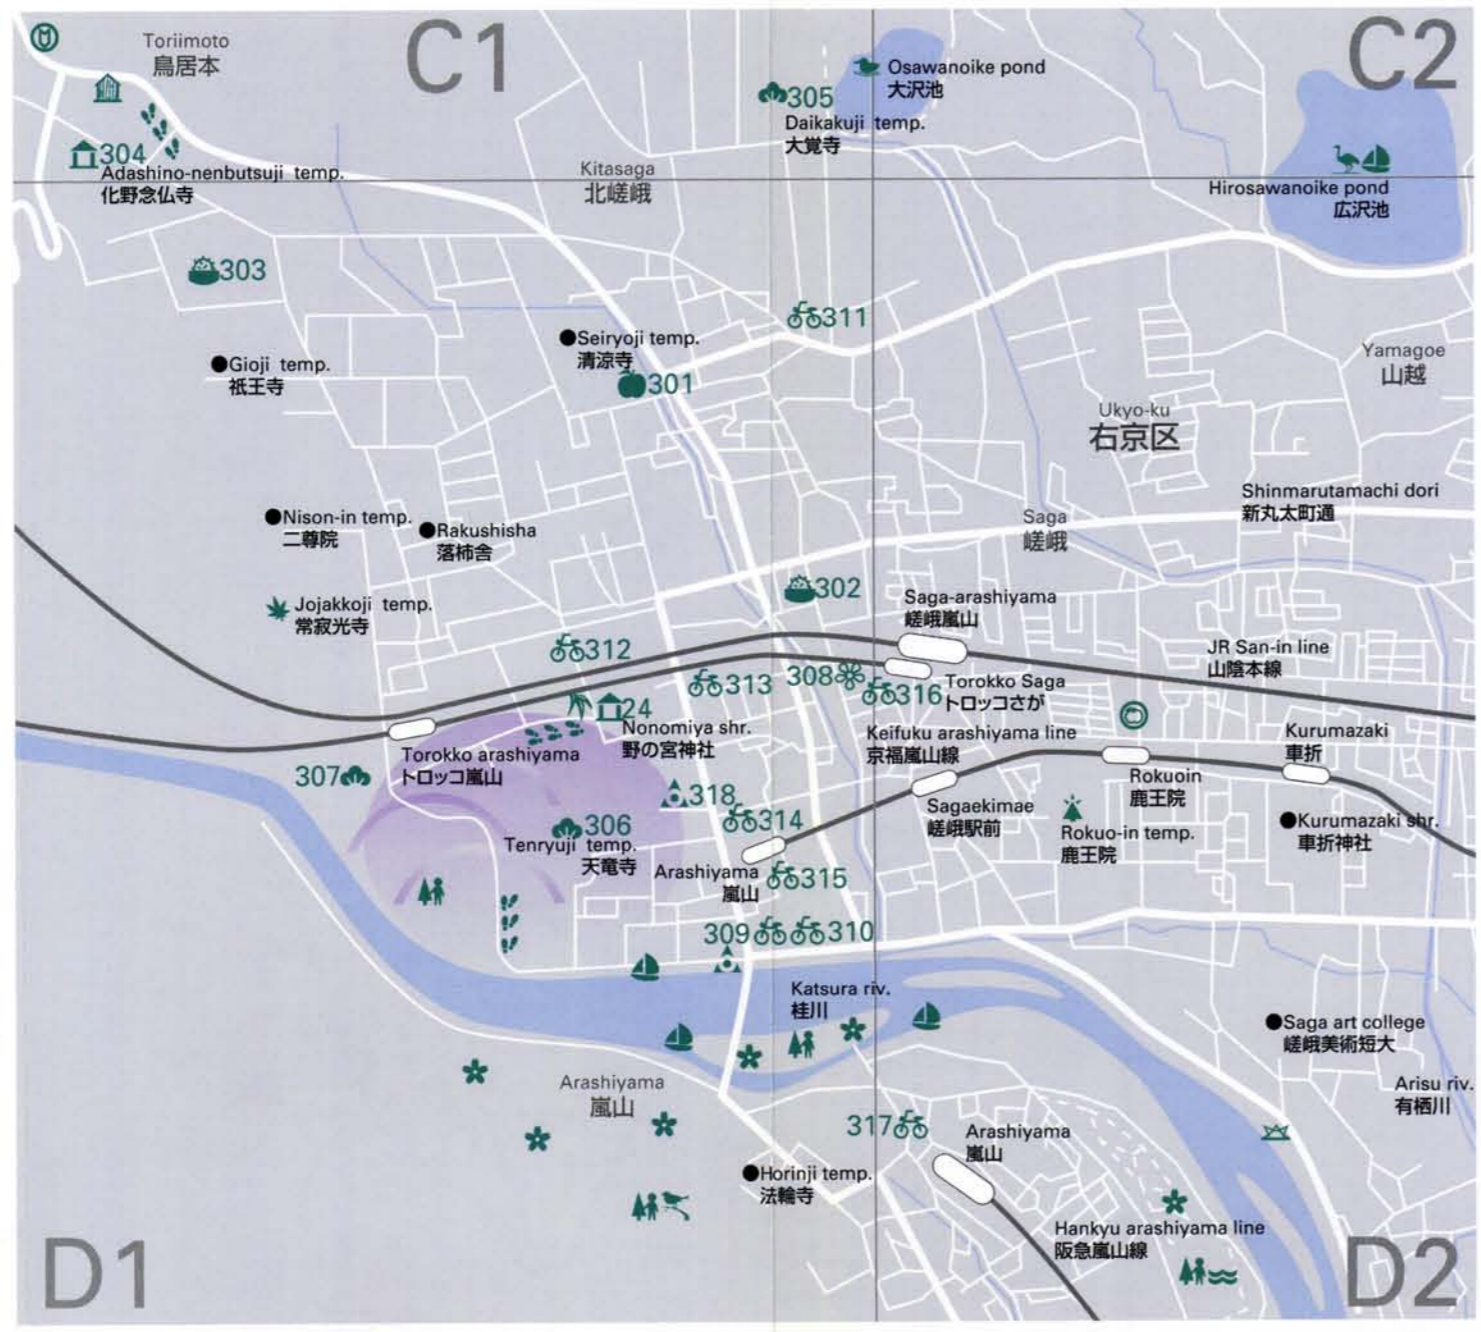 C1
C2
Toriimoto
鳥居本
Osawanoike pond
大沢池
305
Daikakuji temp.
大覚寺
304
Adashino-nenbutsuji temp.
化野念仏寺
Kitasaga
北嵯峨
Hirosawanoike pond
広沢池
303
311
Seiryoji temp.
清涼寺
301
Gioji temp.
祇王寺
Yamagoe
山越
Ukyo-ku
右京区
Shinmarutamachi dori
新丸太町通
Nison-in temp.
二尊院
Rakushisha
落柿舎
Saga
嵯峨
302
Saga-arashiyama
嵯峨嵐山
Jojakkoji temp.
常寂光寺
312
JR San-in line
山陰本線
313
308
316
Torokko Saga
トロッコさが
24
Nonomiya shr.
野の宮神社
Keifuku arashiyama line
京福嵐山線
Kurumazaki
車折
Torokko arashiyama
トロッコ嵐山
307
Rokuoin
鹿王院
318
314
Sagaekimae
嵯峨駅前
Rokuo-in temp.
鹿王院
Kurumazaki shr.
車折神社
306
Tenryuji temp.
天竜寺
Arashiyama
嵐山
315
309
310
Katsura riv.
桂川
Saga art college
嵯峨美術短大
Arashiyama
嵐山
Arisu riv.
有栖川
317
Arashiyama
嵐山
Horinji temp.
法輪寺
Hankyu arashiyama line
阪急嵐山線
D1
D2